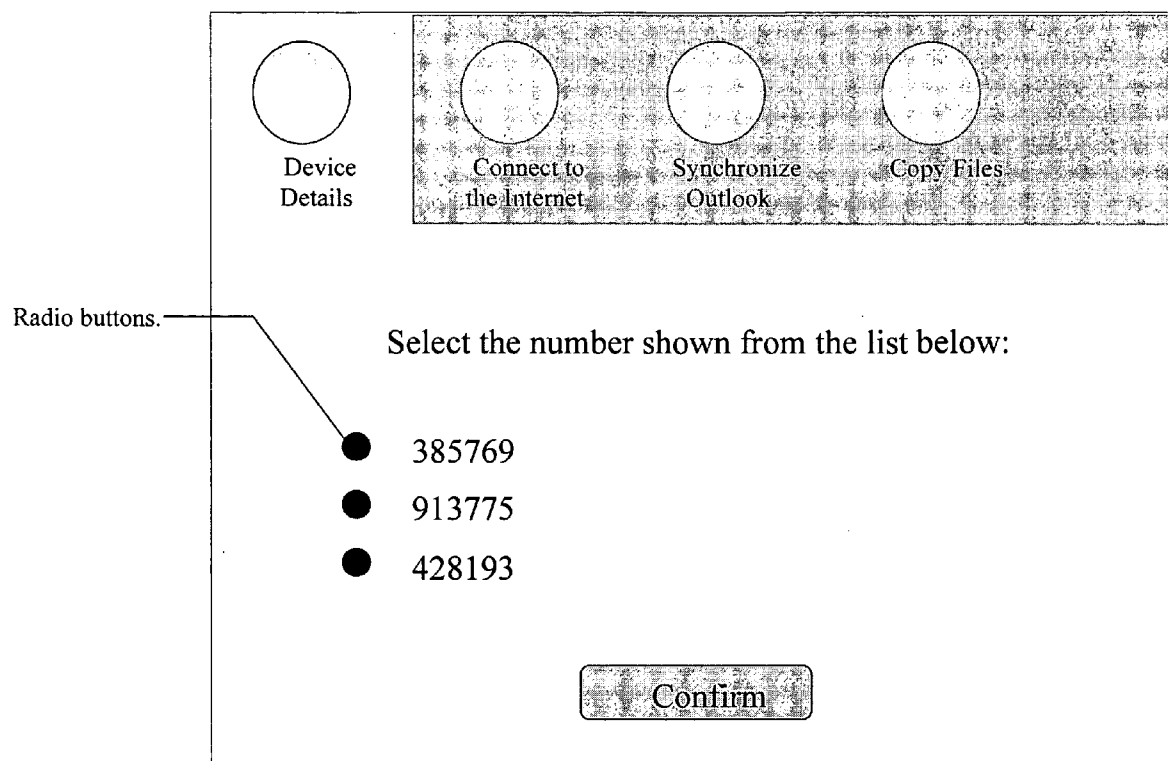 Device
Details
Connect to
the Internet
Synchronize
Outlook
Copy Files
Radio buttons.
Select the number shown from the list below:
385769
913775
428193
Confirm